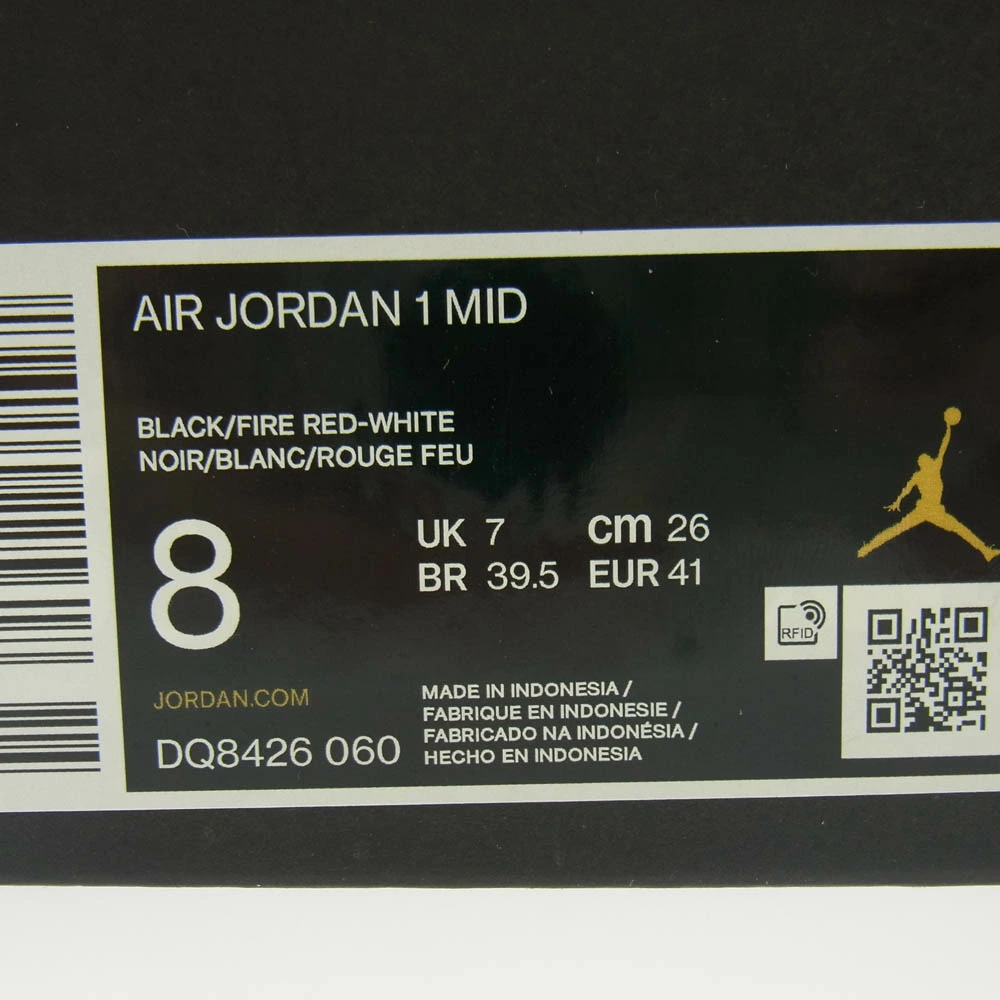 AIR JORDAN 1 MID
BLACK/FIRE RED-WHITE
NOIR/BLANC/ROUGE FEU
8
UK 7 cm 26
BR 39.5 EUR 41
RFID
JORDAN.COM
DQ8426 060
MADE IN INDONESIA /
FABRIQUE EN INDONESIE /
FABRICADO NA INDONÉSIA /
HECHO EN INDONESIA